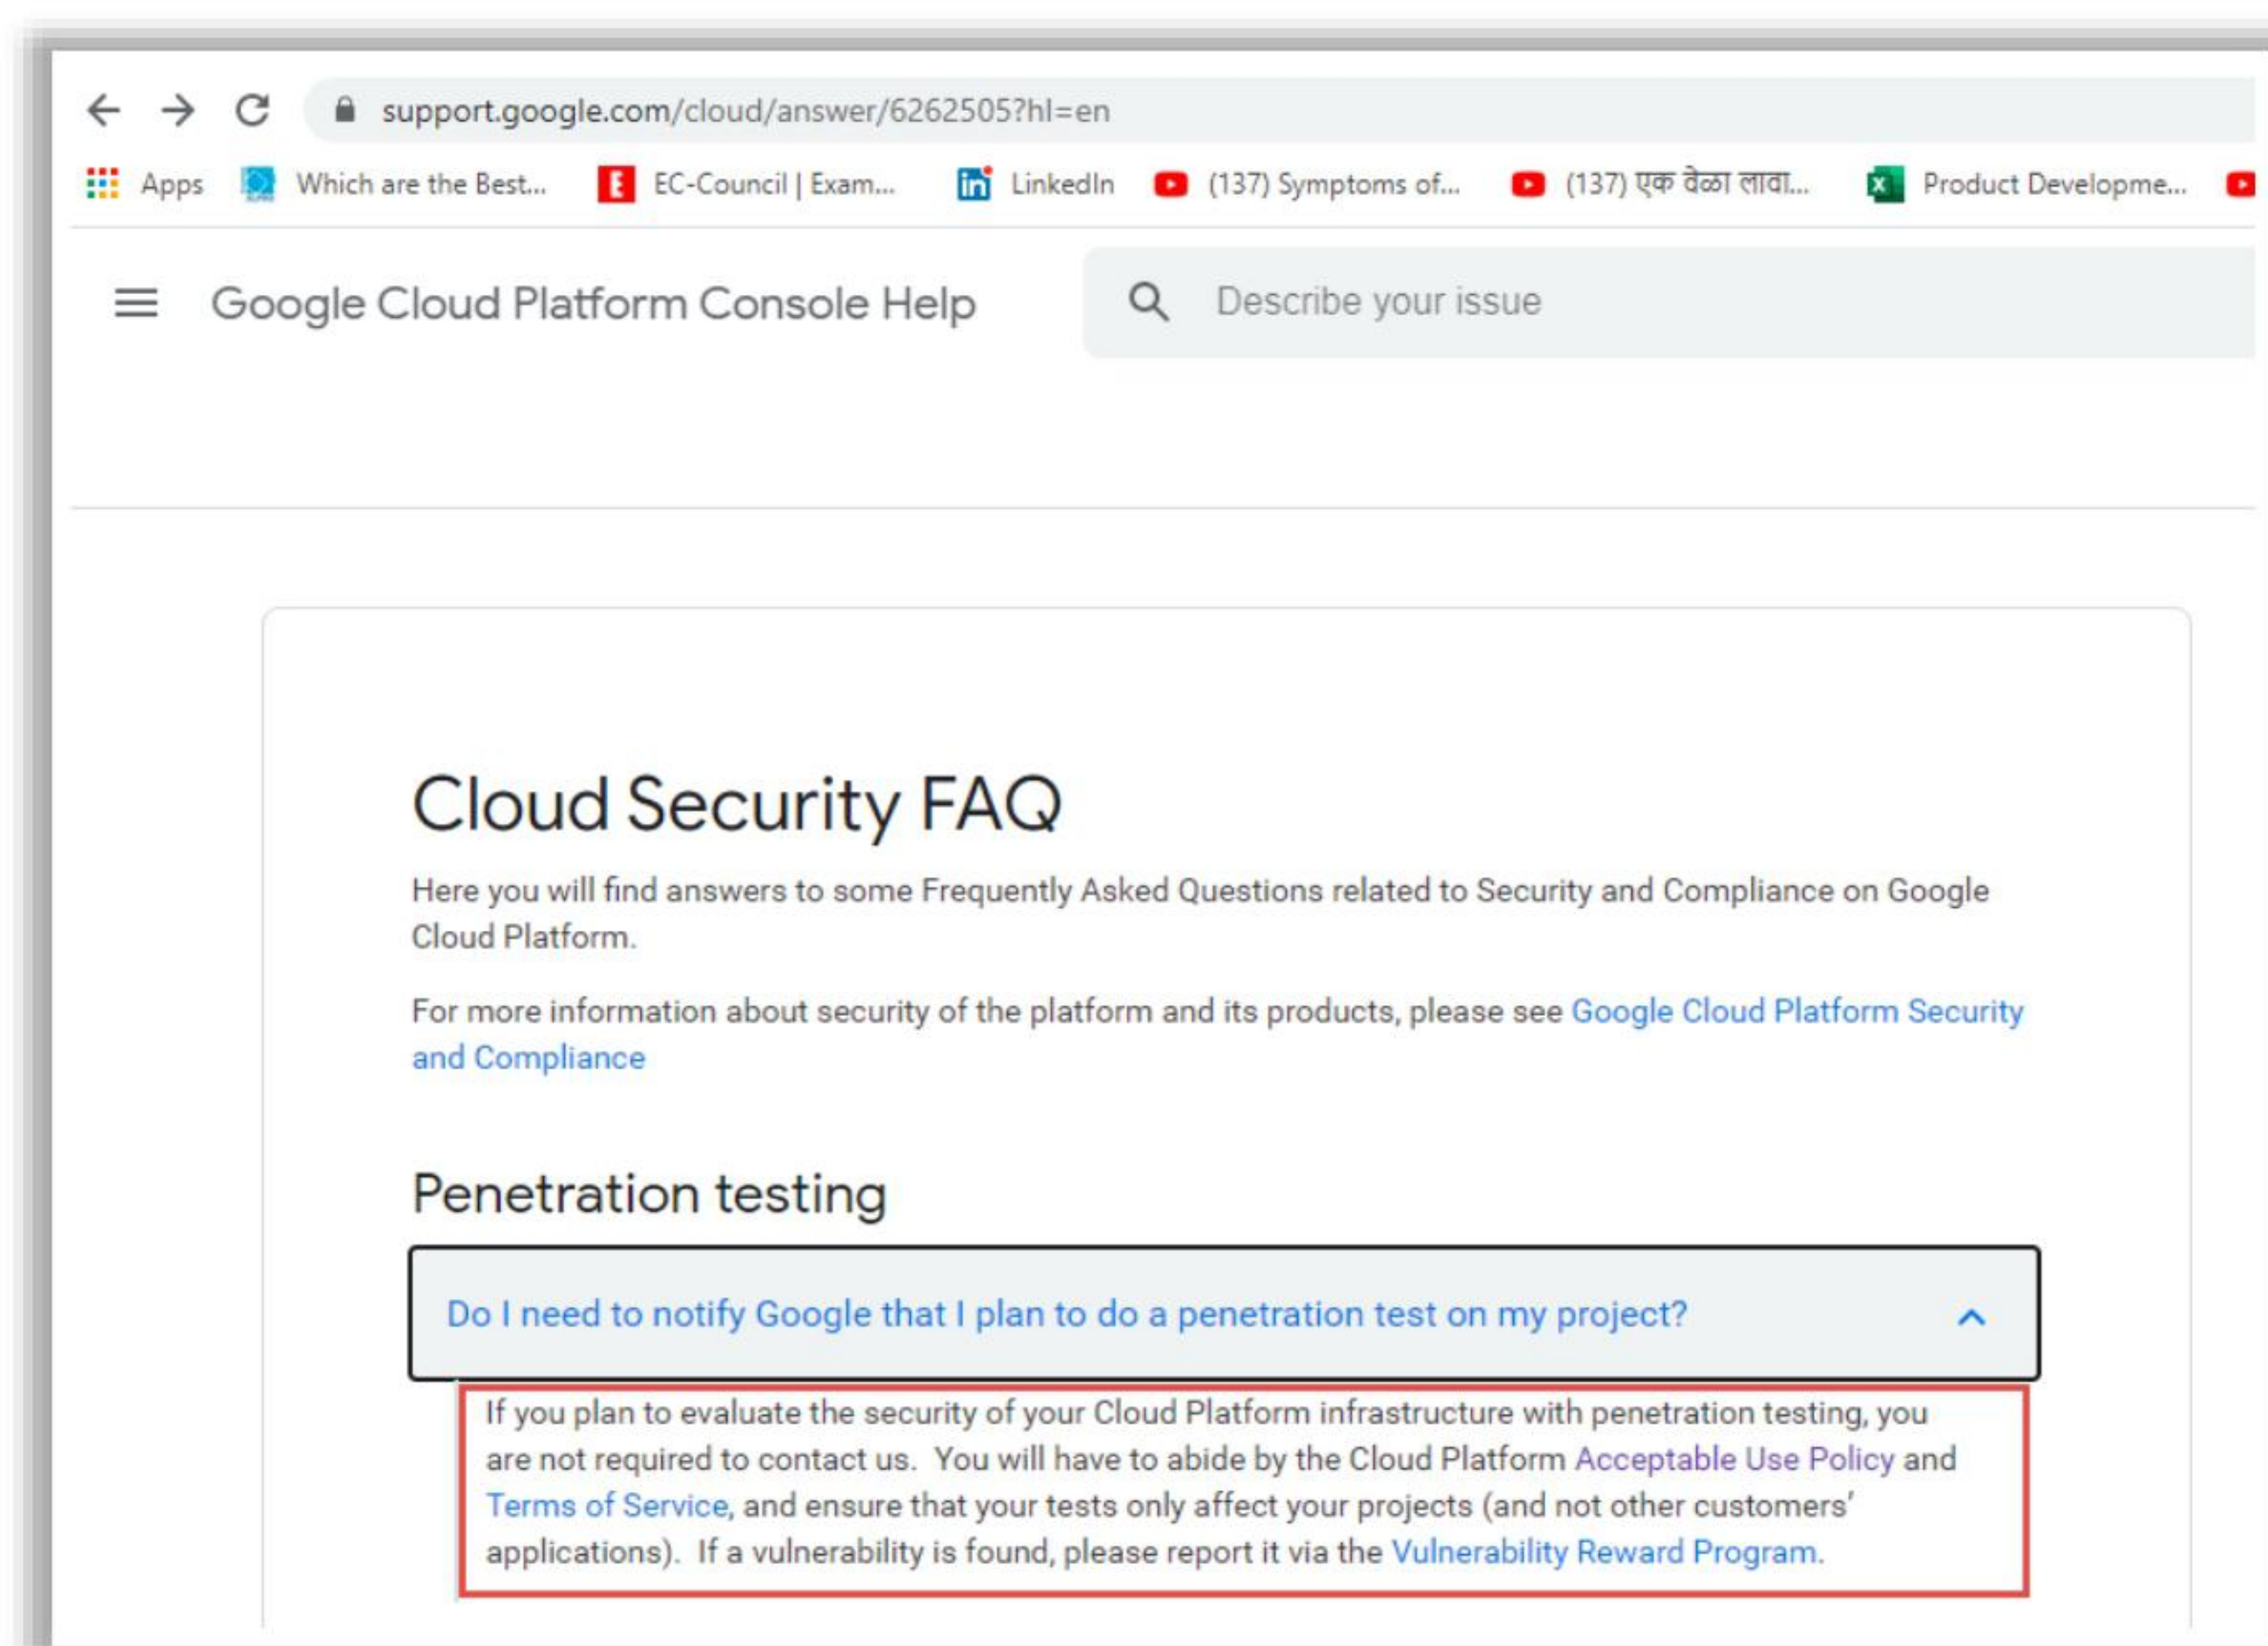 support.google.com/cloud/answer/6262505?hl=en
Apps Which are the Best... EC-Council | Exam... LinkedIn (137) Symptoms of... (137) एक वेळा लावा... Product Developme...
Google Cloud Platform Console Help Describe your issue
Cloud Security FAQ
Here you will find answers to some Frequently Asked Questions related to Security and Compliance on Google
Cloud Platform.
For more information about security of the platform and its products, please see Google Cloud Platform Security
and Compliance
Penetration testing
Do I need to notify Google that I plan to do a penetration test on my project?
If you plan to evaluate the security of your Cloud Platform infrastructure with penetration testing, you
are not required to contact us. You will have to abide by the Cloud Platform Acceptable Use Policy and
Terms of Service, and ensure that your tests only affect your projects (and not other customers’
applications). If a vulnerability is found, please report it via the Vulnerability Reward Program.